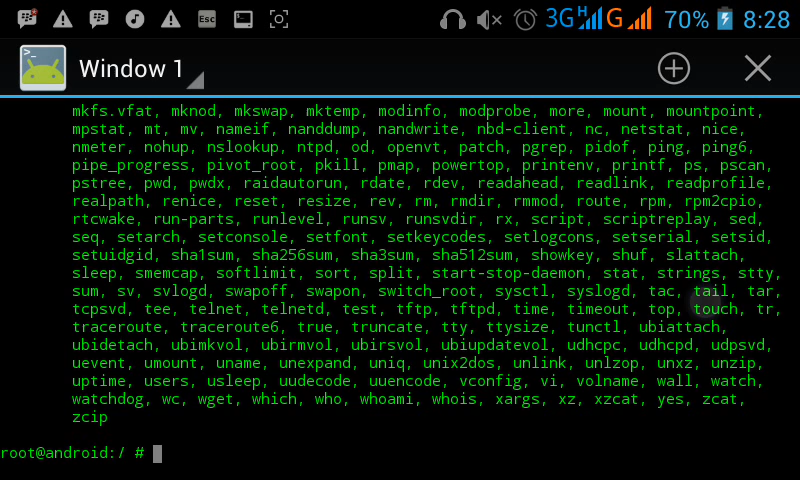 Esc
3G H G 70% 8:28
Window 1
mkfs.vfat, mknod, mkswap, mktemp, modinfo, modprobe, more, mount, mountpoint,
mpstat, mt, mv, nameif, nanddump, nandwrite, nbd-client, nc, netstat, nice,
nmeter, nohup, nslookup, ntpd, od, openvt, patch, pgrep, pidof, ping, ping6,
pipe_progress, pivot_root, pkill, pmap, powertop, printenv, printf, ps, pscan,
pstree, pwd, pwdx, raidautorun, rdate, rdev, readahead, readlink, readprofile,
realpath, renice, reset, resize, rev, rm, rmdir, rmmod, route, rpm, rpm2cpio,
rtcwake, run-parts, runlevel, runsv, runsvdir, rx, script, scriptreplay, sed,
seq, setarch, setconsole, setfont, setkeycodes, setlogcons, setserial, setsid,
setuidgid, sha1sum, sha256sum, sha3sum, sha512sum, showkey, shuf, slattach,
sleep, smemcap, softlimit, sort, split, start-stop-daemon, stat, strings, stty,
sum, sv, svlogd, swapoff, swapon, switch_root, sysctl, syslogd, tac, tail, tar,
tcpsvd, tee, telnet, telnetd, test, tftp, tftpd, time, timeout, top, touch, tr,
traceroute, traceroute6, true, truncate, tty, ttysize, tunctl, ubiattach,
ubidetach, ubimkvol, ubirmvol, ubirsvol, ubiupdatevol, udhcpc, udhcpd, udpsvd,
uevent, umount, uname, unexpand, uniq, unix2dos, unlink, unlzop, unxz, unzip,
uptime, users, usleep, uudecode, uuencode, vconfig, vi, volname, wall, watch,
watchdog, wc, wget, which, who, whoami, whois, xargs, xz, xzcat, yes, zcat,
zcip
root@android:/ #